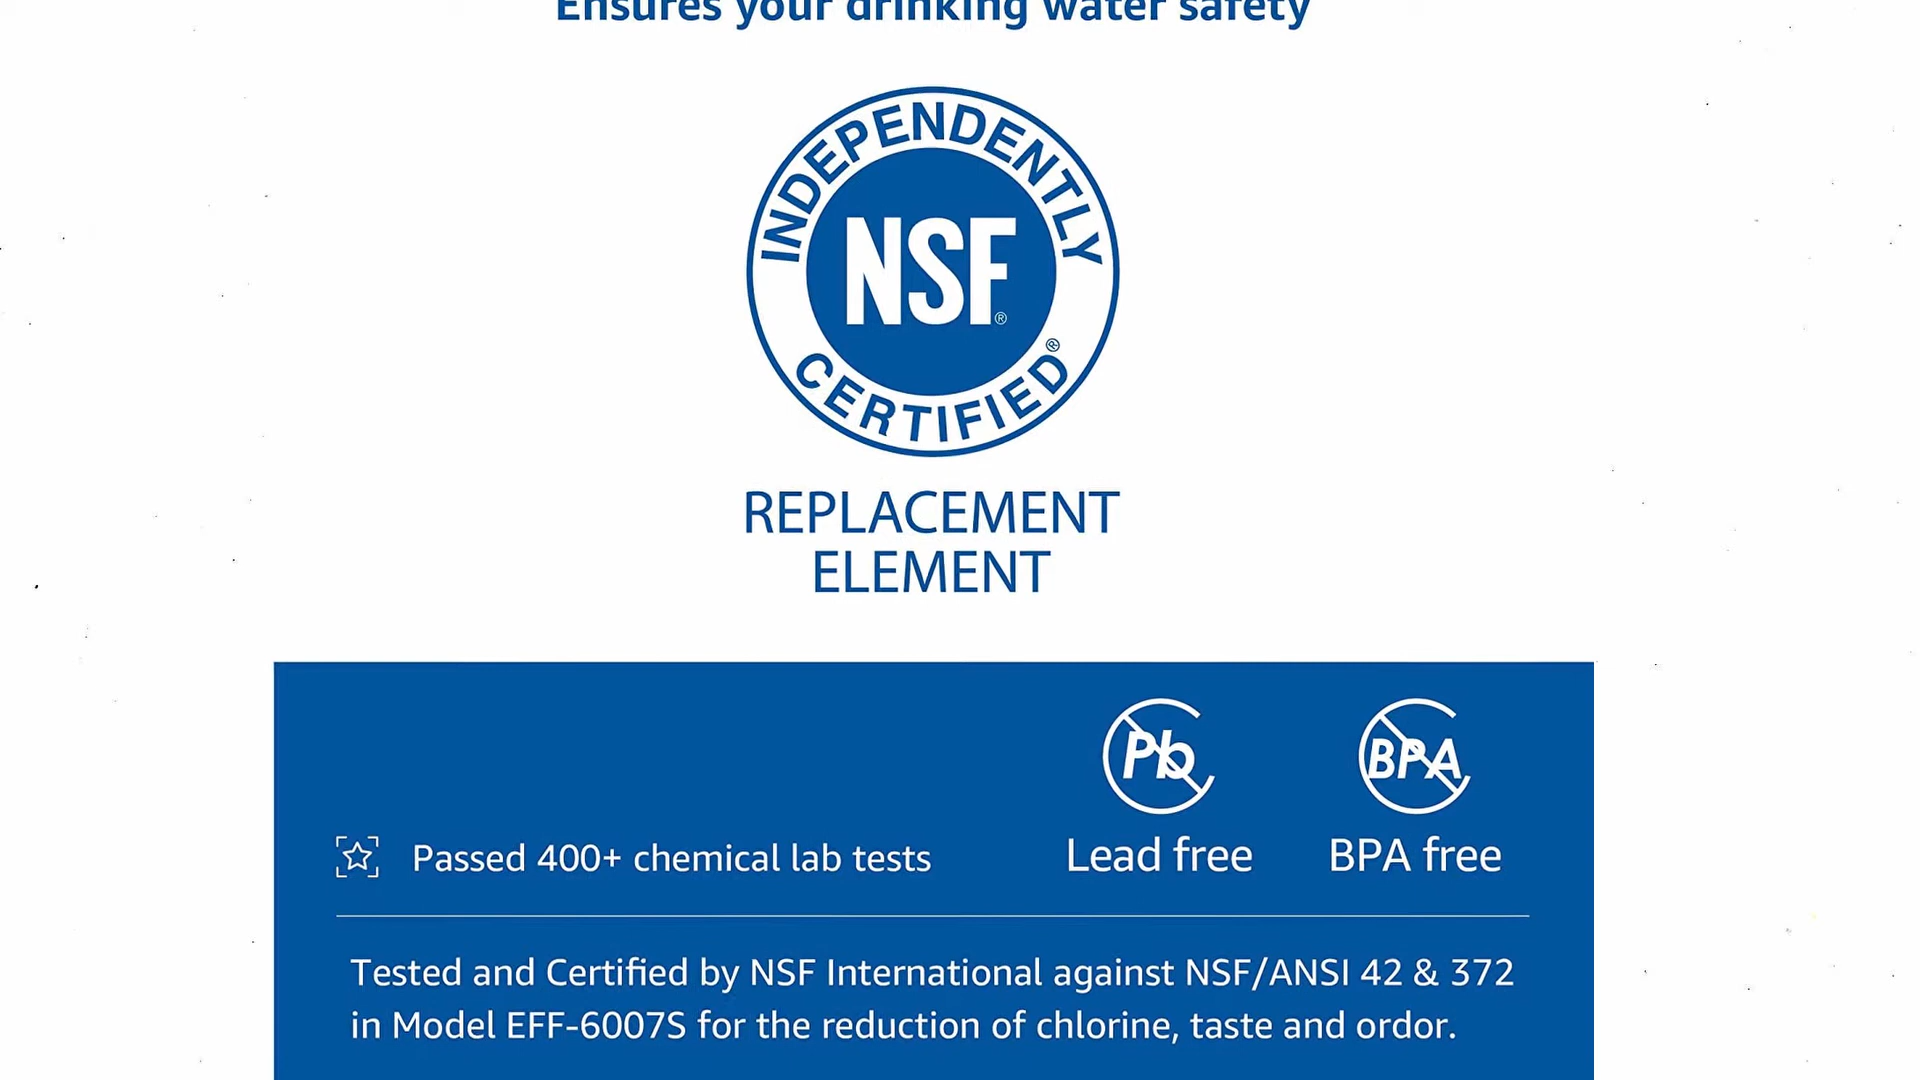 Ensures your drinking water safety
INDEPENDENTLY
NSF®
CERTIFIED®
REPLACEMENT
ELEMENT
Pb
BPA
Passed 400+ chemical lab tests
Lead free
BPA free
Tested and Certified by NSF International against NSF/ANSI 42 & 372
in Model EFF-6007S for the reduction of chlorine, taste and ordor.